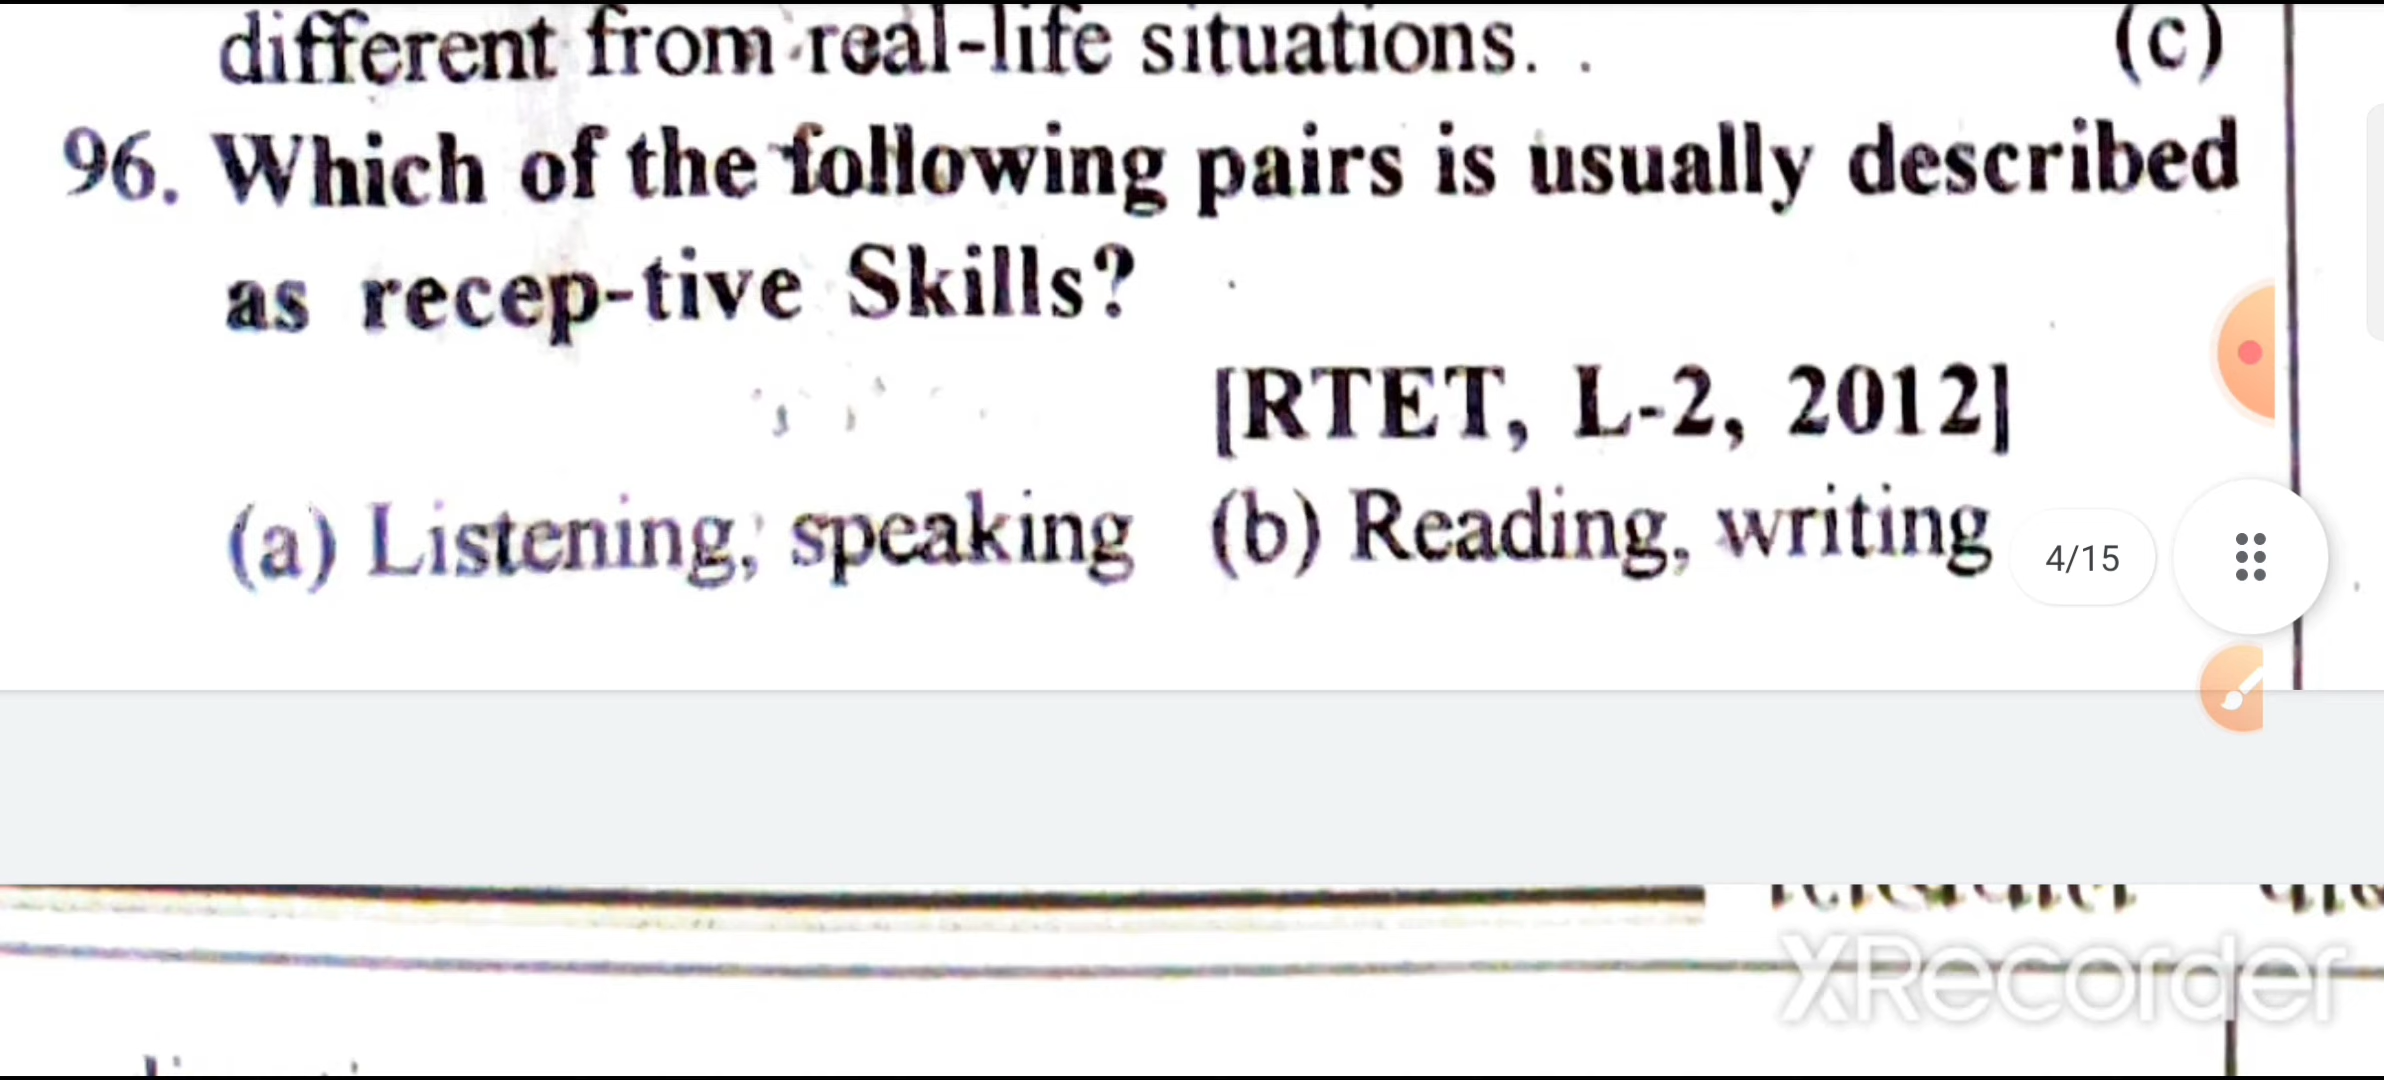 different from real-life situations. . (c)
96. Which of the following pairs is usually described
as recep-tive Skills?
[RTET, L-2, 2012]
(a) Listening, speaking (b) Reading, writing
4/15
XRecorder